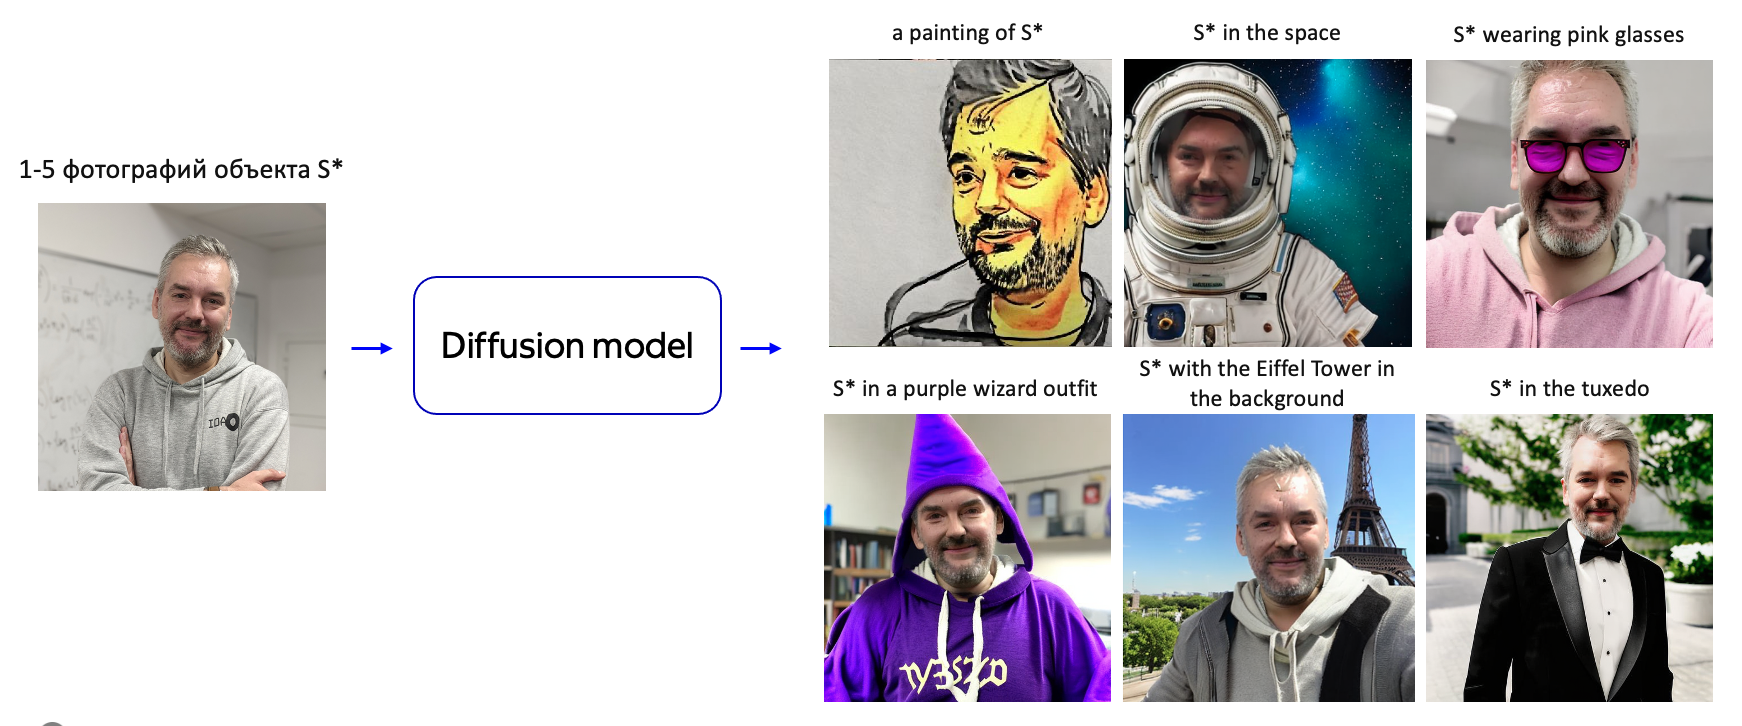 a painting of S*
S* in the space
S* wearing pink glasses
1-5 фотографий объекта S*
IDAO
Diffusion model
S* in a purple wizard outfit
S* with the Eiffel Tower in
the background
S* in the tuxedo